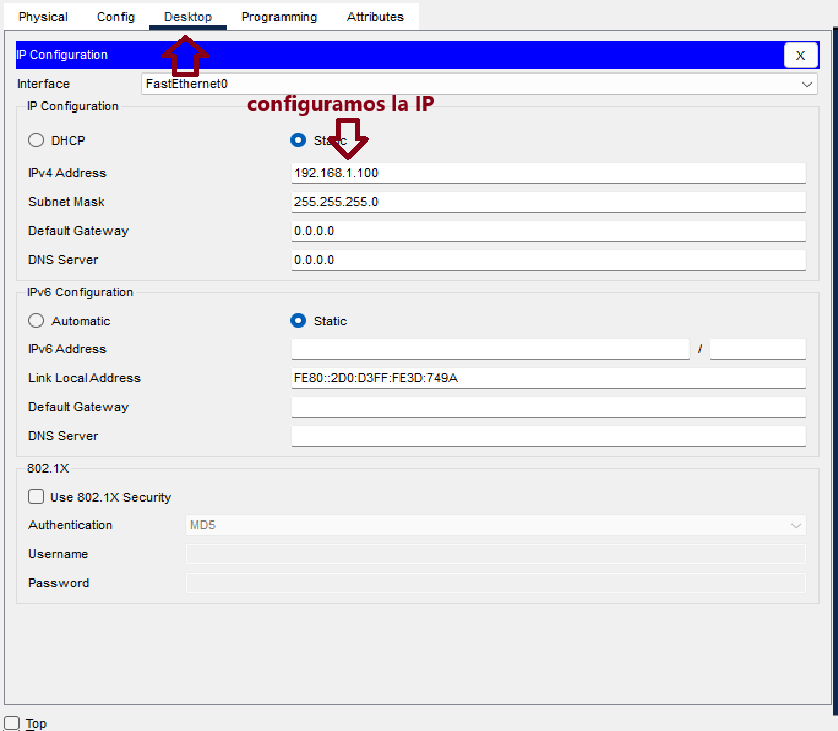 Physical Config Desktop Programming Attributes
IP Configuration X
Interface FastEthernet0
configuramos la IP
IP Configuration
DHCP Static
IPv4 Address 192.168.1.100
Subnet Mask 255.255.255.0
Default Gateway 0.0.0.0
DNS Server 0.0.0.0
IPv6 Configuration
Automatic Static
IPv6 Address /
Link Local Address FE80::2D0:D3FF:FE3D:749A
Default Gateway
DNS Server
802.1X
Use 802.1X Security
Authentication MD5
Username
Password
Top